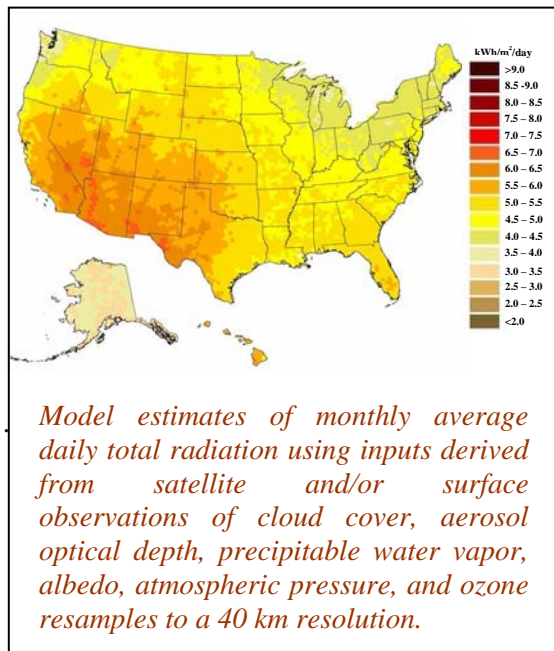 kWh/m²/day
>9.0
8.5 -9.0
8.0 – 8.5
7.5 – 8.0
7.0 – 7.5
6.5 – 7.0
6.0 – 6.5
5.5 – 6.0
5.0 – 5.5
4.5 – 5.0
4.0 – 4.5
3.5 – 4.0
3.0 – 3.5
2.5 – 3.0
2.0 – 2.5
<2.0
Model estimates of monthly average
daily total radiation using inputs derived
from satellite and/or surface
observations of cloud cover, aerosol
optical depth, precipitable water vapor,
albedo, atmospheric pressure, and ozone
resamples to a 40 km resolution.